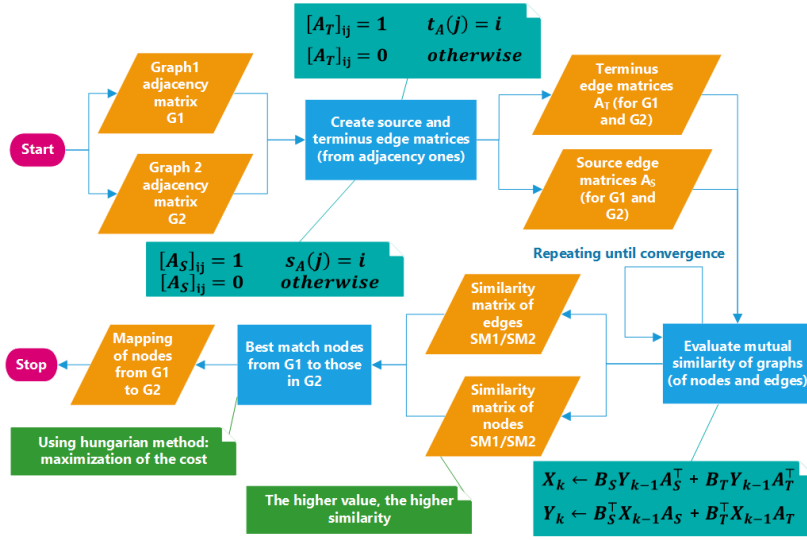 [A_T]_ij = 1 t_A(j) = i
[A_T]_ij = 0 otherwise
Start
Graph1
adjacency
matrix
G1
Graph 2
adjacency
matrix
G2
Create source and
terminus edge matrices
(from adjacency ones)
Terminus
edge matrices
A_T (for G1
and G2)
Source edge
matrices A_S
(for G1 and
G2)
[A_S]_ij = 1 s_A(j) = i
[A_S]_ij = 0 otherwise
Repeating until convergence
Evaluate mutual
similarity of graphs
(of nodes and edges)
Similarity
matrix of
edges
SM1/SM2
Similarity
matrix of
nodes
SM1/SM2
Best match nodes
from G1 to those
in G2
Mapping
of nodes
from G1
to G2
Stop
Using hungarian method:
maximization of the cost
The higher value, the higher
similarity
X_k ← B_S Y_{k−1} A_S^⊤ + B_T Y_{k−1} A_T^⊤
Y_k ← B_S^⊤ X_{k−1} A_S + B_T^⊤ X_{k−1} A_T